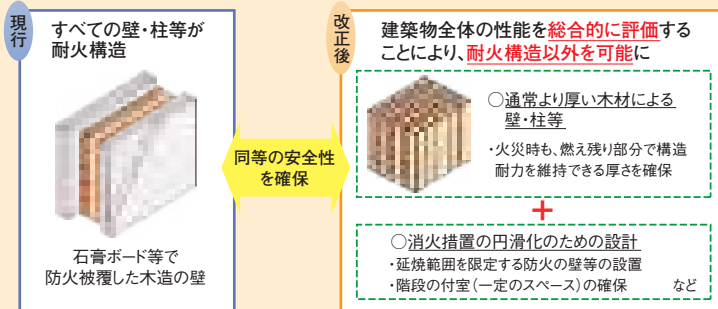 現行
すべての壁・柱等が
耐火構造
石膏ボード等で
防火被覆した木造の壁
同等の安全性
を確保
改正後
建築物全体の性能を総合的に評価する
ことにより、耐火構造以外を可能に
○通常より厚い木材による
壁・柱等
・火災時も、燃え残り部分で構造
耐力を維持できる厚さを確保
+
○消火措置の円滑化のための設計
・延焼範囲を限定する防火の壁等の設置
・階段の付室(一定のスペース)の確保 など